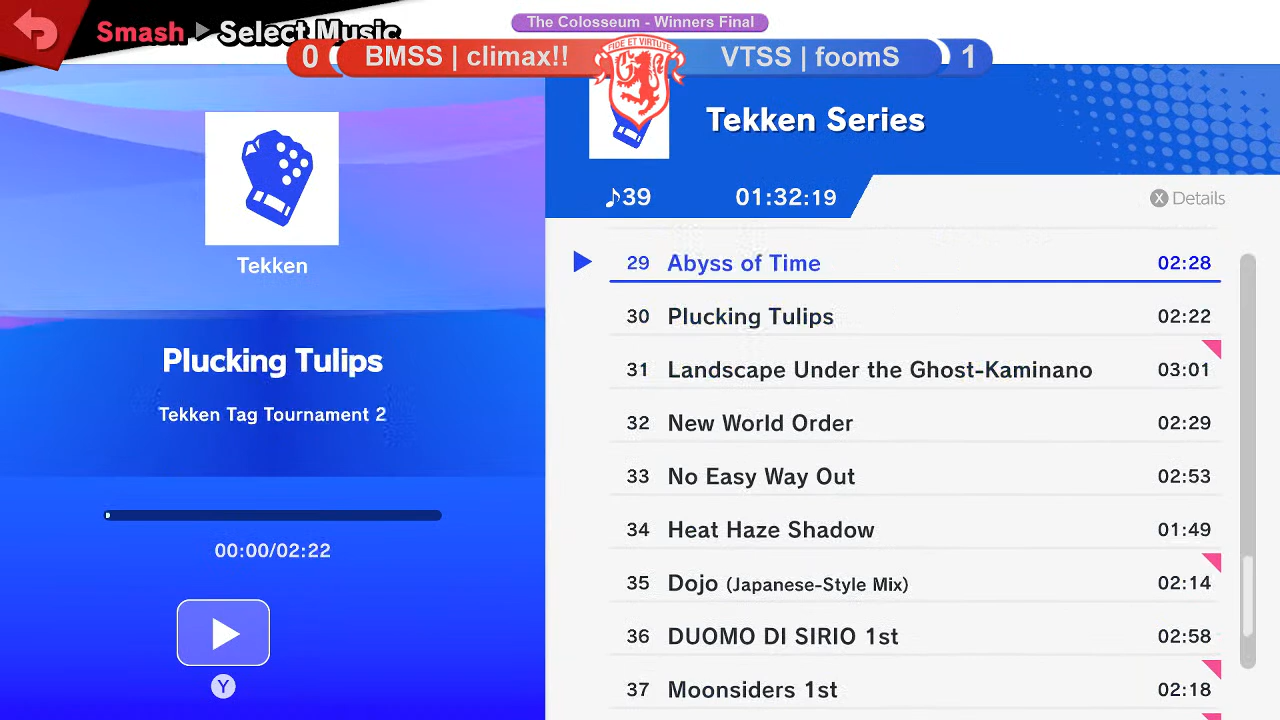 The Colosseum - Winners Final
Smash ▶ Select Music
0 BMSS | climax!! VTSS | foomS 1
FIDE ET VIRTUTE
Tekken Series
♪39 01:32:19
X Details
Tekken
Plucking Tulips
Tekken Tag Tournament 2
00:00/02:22
Y
29 Abyss of Time 02:28
30 Plucking Tulips 02:22
31 Landscape Under the Ghost-Kaminano 03:01
32 New World Order 02:29
33 No Easy Way Out 02:53
34 Heat Haze Shadow 01:49
35 Dojo (Japanese-Style Mix) 02:14
36 DUOMO DI SIRIO 1st 02:58
37 Moonsiders 1st 02:18